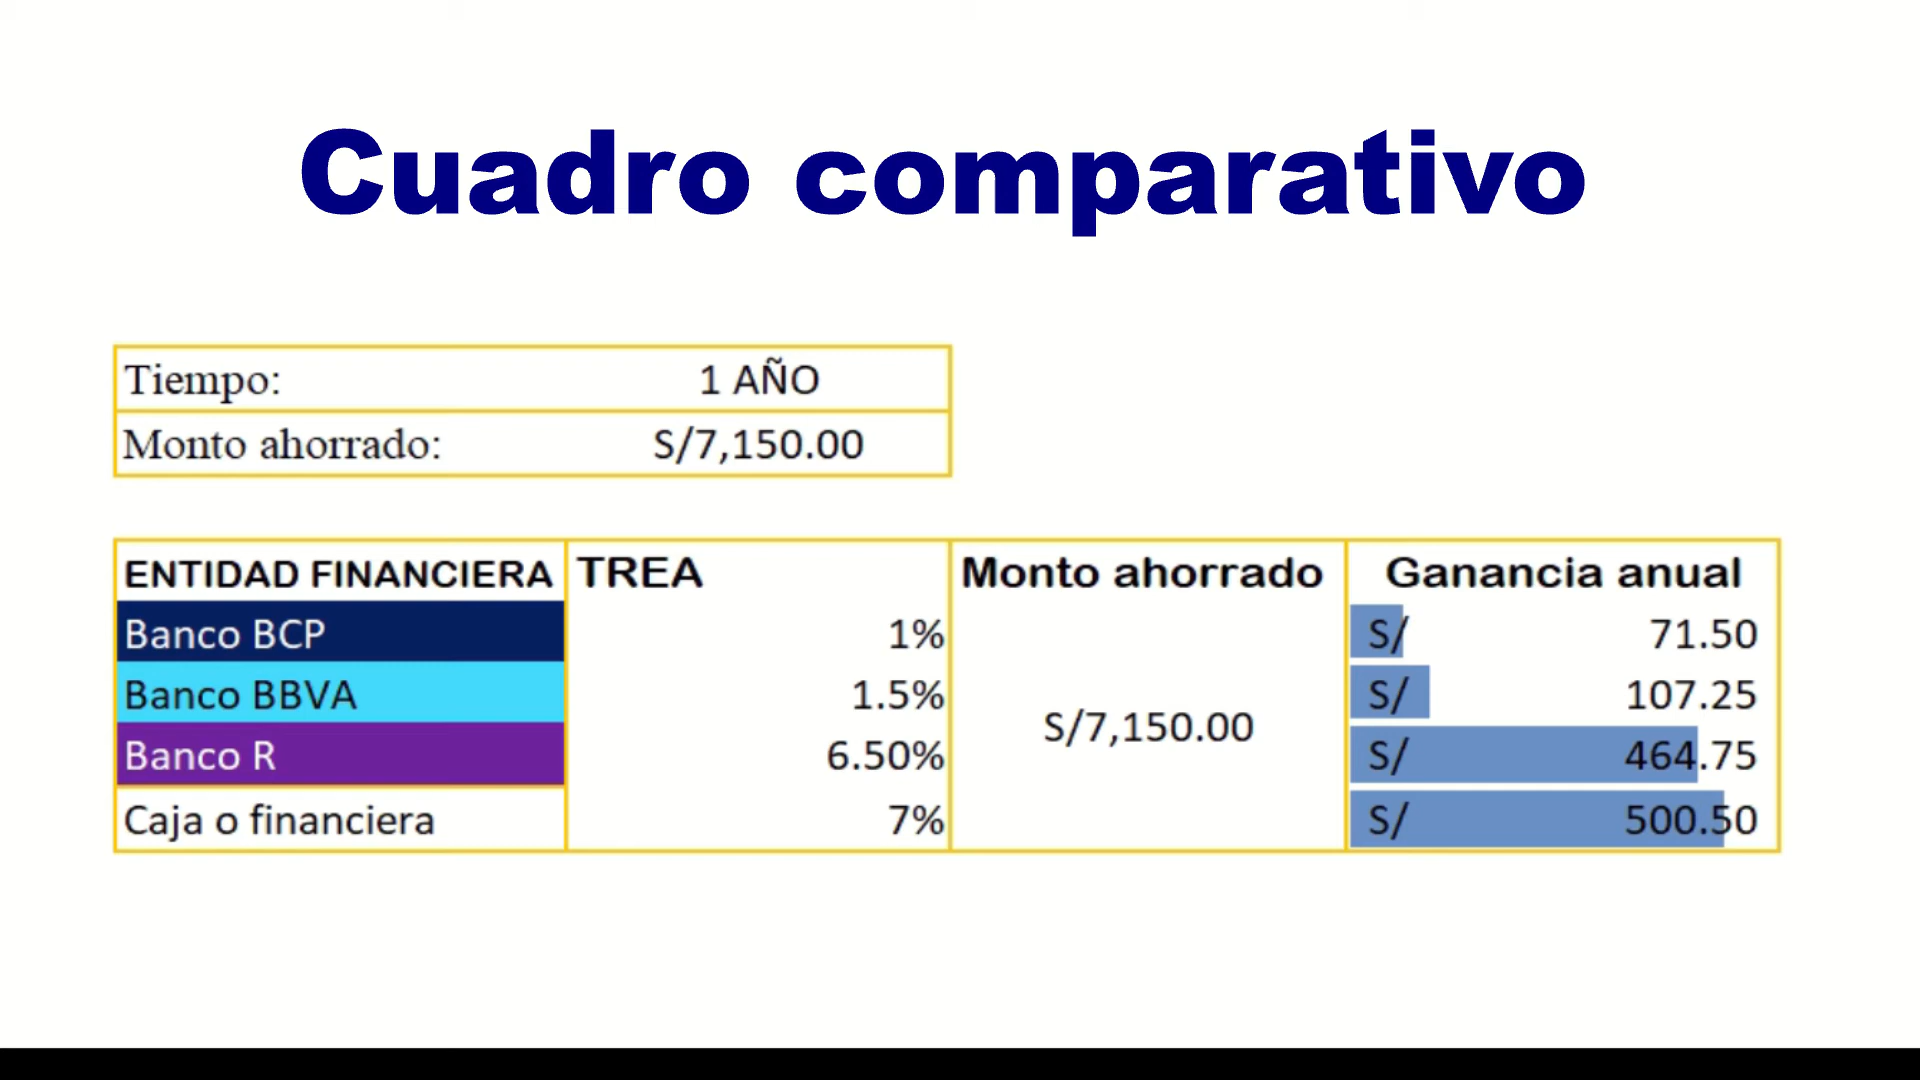 Cuadro comparativo
Tiempo: 1 AÑO
Monto ahorrado: S/7,150.00
ENTIDAD FINANCIERA TREA Monto ahorrado Ganancia anual
Banco BCP 1% S/ 71.50
Banco BBVA 1.5% S/ 107.25
S/7,150.00
Banco R 6.50% S/ 464.75
Caja o financiera 7% S/ 500.50